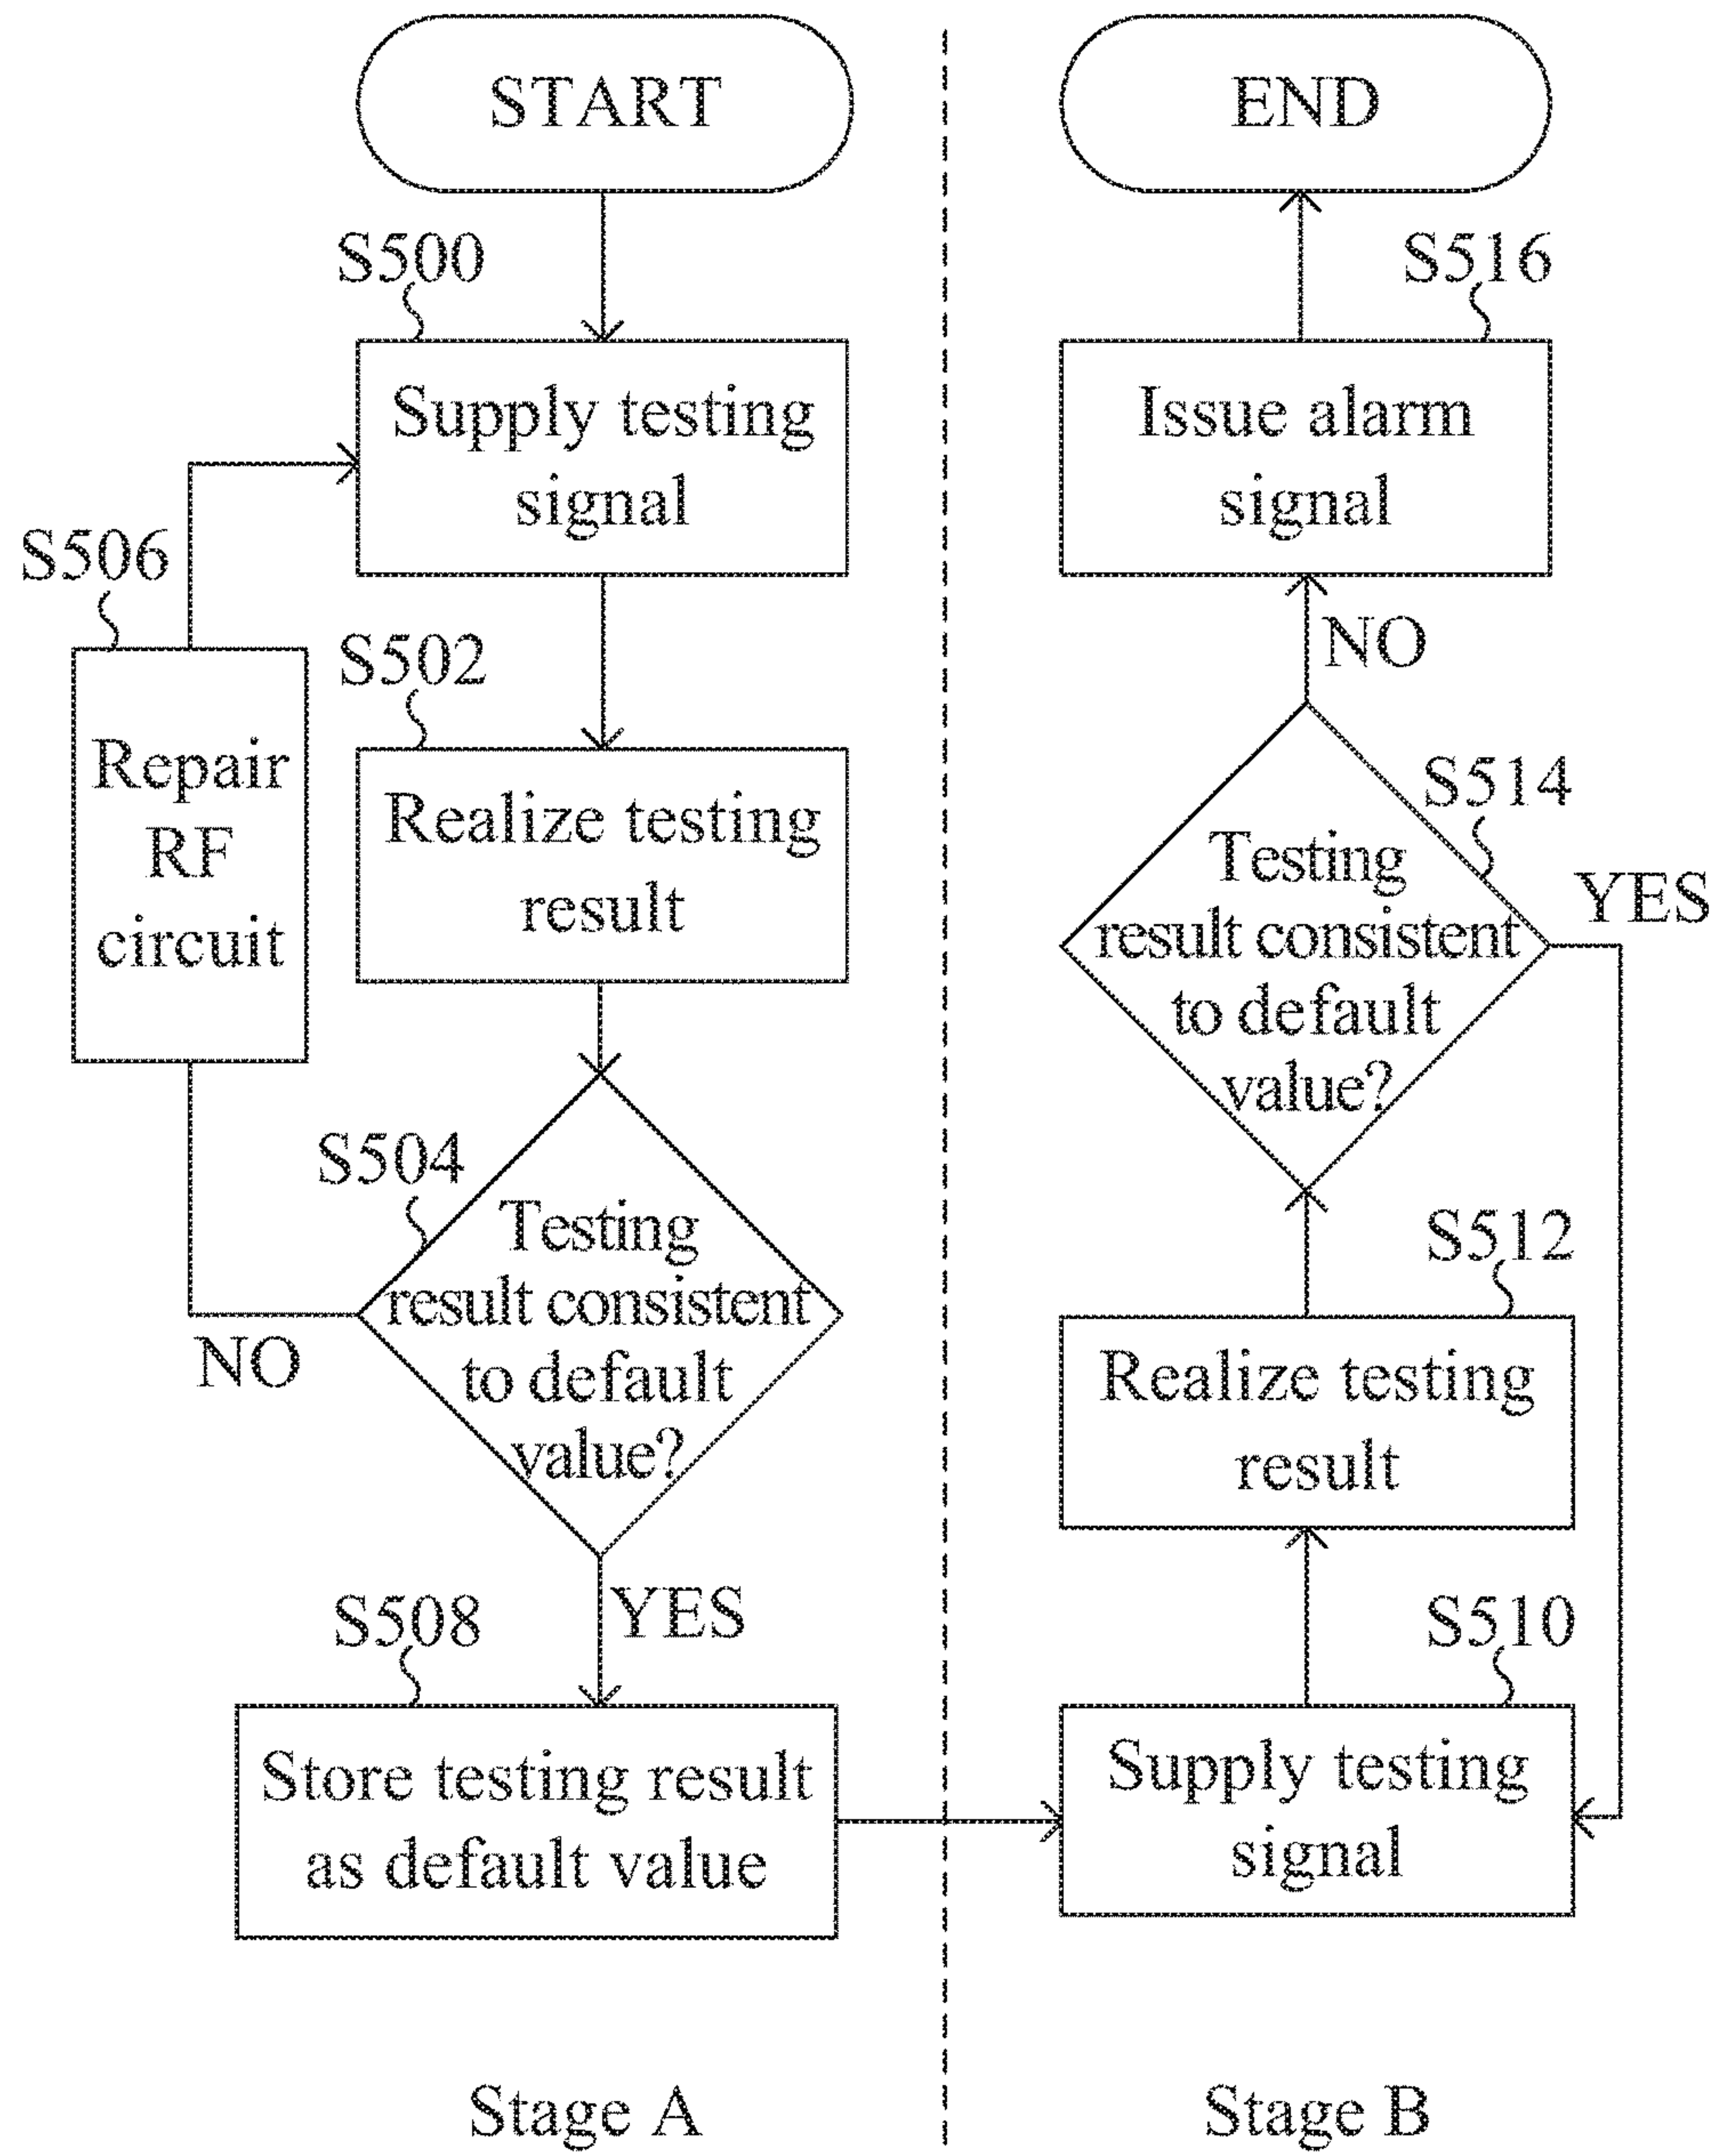 START
S500
Supply testing
signal
S506
Repair
RF
circuit
S502
Realize testing
result
S504
Testing
result consistent
to default
value?
NO
YES
S508
Store testing result
as default value
Stage A
END
S516
Issue alarm
signal
NO
S514
Testing
result consistent
to default
value?
YES
S512
Realize testing
result
S510
Supply testing
signal
Stage B